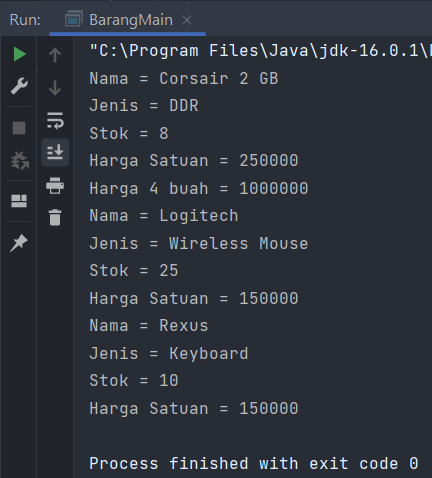 Run: BarangMain
"C:\Program Files\Java\jdk-16.0.1\
Nama = Corsair 2 GB
Jenis = DDR
Stok = 8
Harga Satuan = 250000
Harga 4 buah = 1000000
Nama = Logitech
Jenis = Wireless Mouse
Stok = 25
Harga Satuan = 150000
Nama = Rexus
Jenis = Keyboard
Stok = 10
Harga Satuan = 150000
Process finished with exit code 0